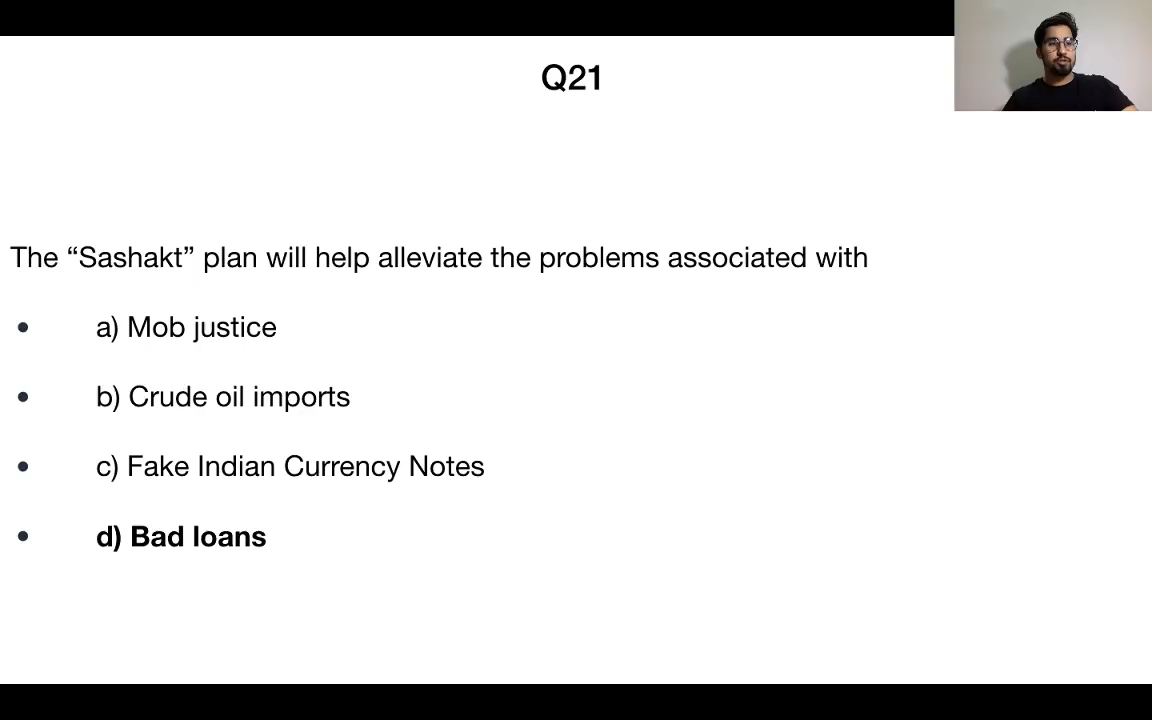 Q21
The “Sashakt” plan will help alleviate the problems associated with
• a) Mob justice
• b) Crude oil imports
• c) Fake Indian Currency Notes
• d) Bad loans